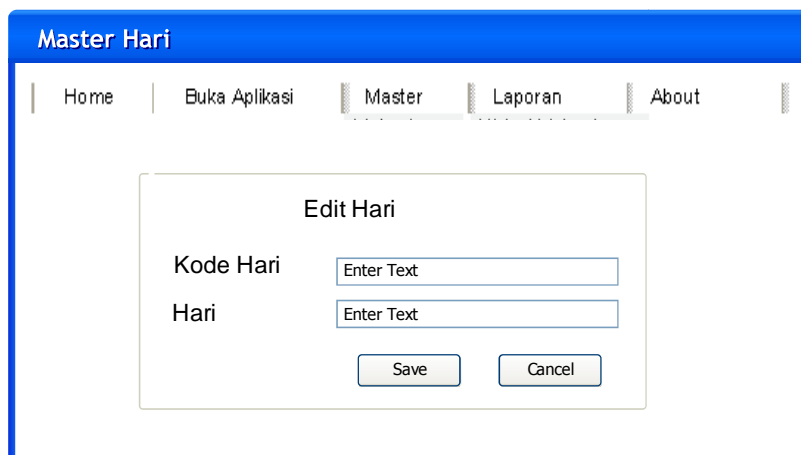 Master Hari
Home Buka Aplikasi Master Laporan About
Edit Hari
Kode Hari Enter Text
Hari Enter Text
Save Cancel